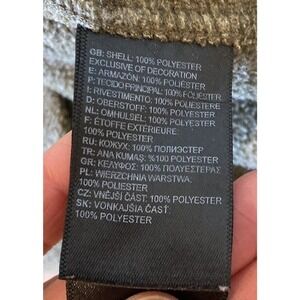 GB: SHELL: 100% POLYESTER
EXCLUSIVE OF DECORATION
E: ARMAZÓN: 100% POLIÉSTER
P: TECIDO PRINCIPAL: 100% POLIÉSTER
I: RIVESTIMENTO: 100% POLIESTERE
D: OBERSTOFF: 100% POLYESTER
NL: OMHULSEL: 100% POLYESTER
F: ÉTOFFE EXTÉRIEURE:
100% POLYESTER
RU: КОЖУХ: 100% ПОЛИЭСТЕР
TR: ANA KUMAŞ: %100 POLYESTER
GR: ΚΕΛΥΦΟΣ: 100% ΠΟΛΥΕΣΤΕΡΑΣ
PL: WIERZCHNIA WARSTWA:
100% POLIESTER
CZ: VNĚJŠÍ ČÁST: 100% POLYESTER
SK: VONKAJŠIA ČASŤ:
100% POLYESTER